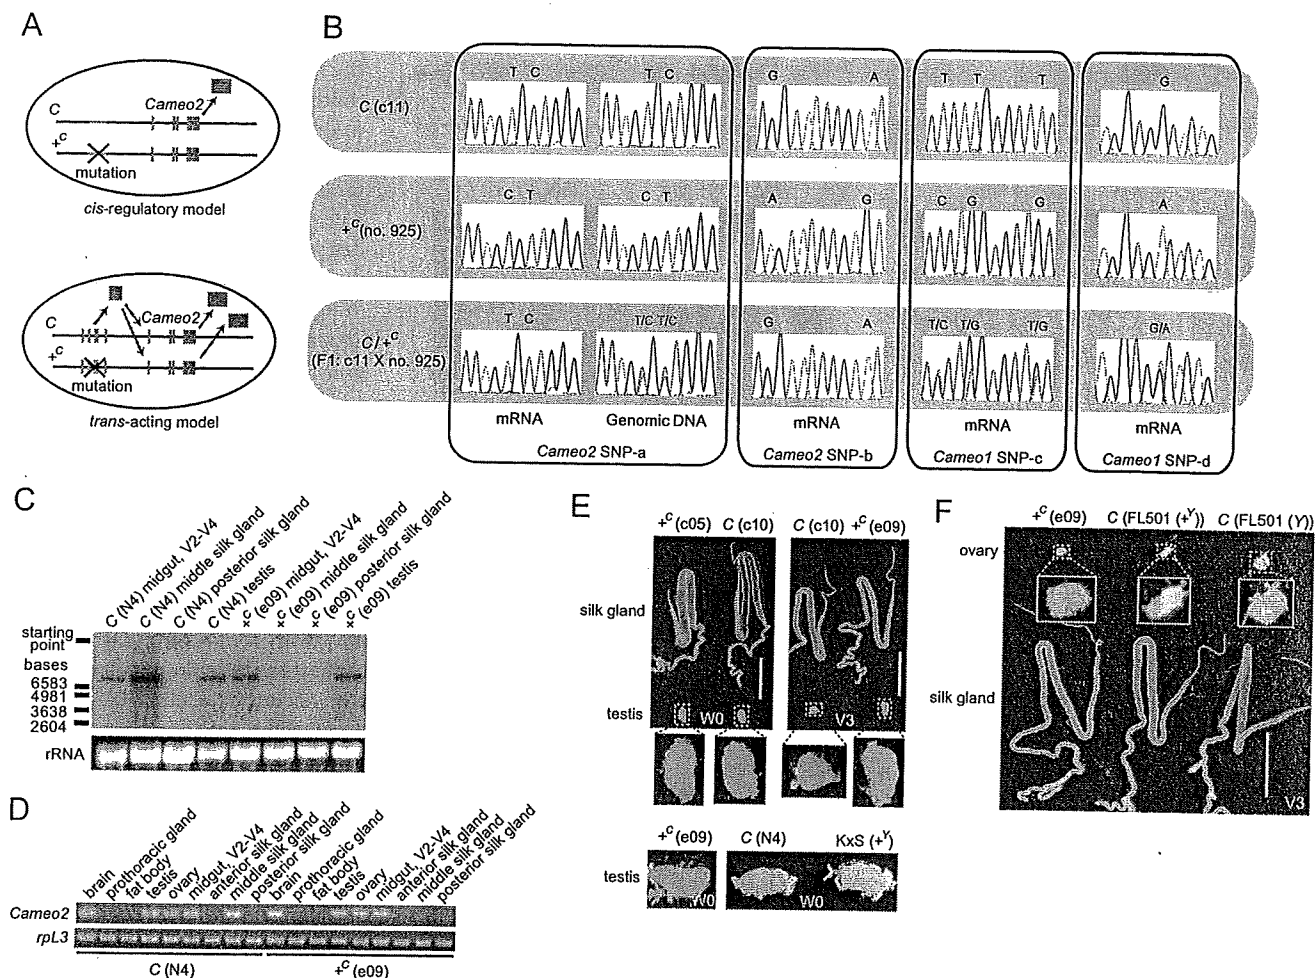 A
C
Cameo2
+C
mutation
cis-regulatory model
C
Cameo2
+C
mutation
trans-acting model
B
C (c11)
T C
T C
G A
T T T
G
+C (no. 925)
C T
C T
A G
C G G
A
C / +C
(F1: c11 X no. 925)
T C
T/C T/C
G A
T/C T/G T/G
G/A
mRNA
Genomic DNA
mRNA
mRNA
mRNA
Cameo2 SNP-a
Cameo2 SNP-b
Cameo1 SNP-c
Cameo1 SNP-d
C
C (N4) midgut, V2-V4
C (N4) middle silk gland
C (N4) posterior silk gland
C (N4) testis
+C (e09) midgut, V2-V4
+C (e09) middle silk gland
+C (e09) posterior silk gland
+C (e09) testis
starting
point
bases
6583
4981
3638
2604
rRNA
D
brain
prothoracic gland
fat body
testis
ovary
midgut, V2-V4
anterior silk gland
middle silk gland
posterior silk gland
brain
prothoracic gland
fat body
testis
ovary
midgut, V2-V4
anterior silk gland
middle silk gland
posterior silk gland
Cameo2
rpL3
C (N4)
+C (e09)
E
+C (c05) C (c10) C (c10) +C (e09)
silk gland
testis
W0
V3
+C (e09) C (N4) KxS (+Y)
testis
W0
W0
F
+C (e09) C (FL501 (+Y)) C (FL501 (Y))
ovary
silk gland
V3